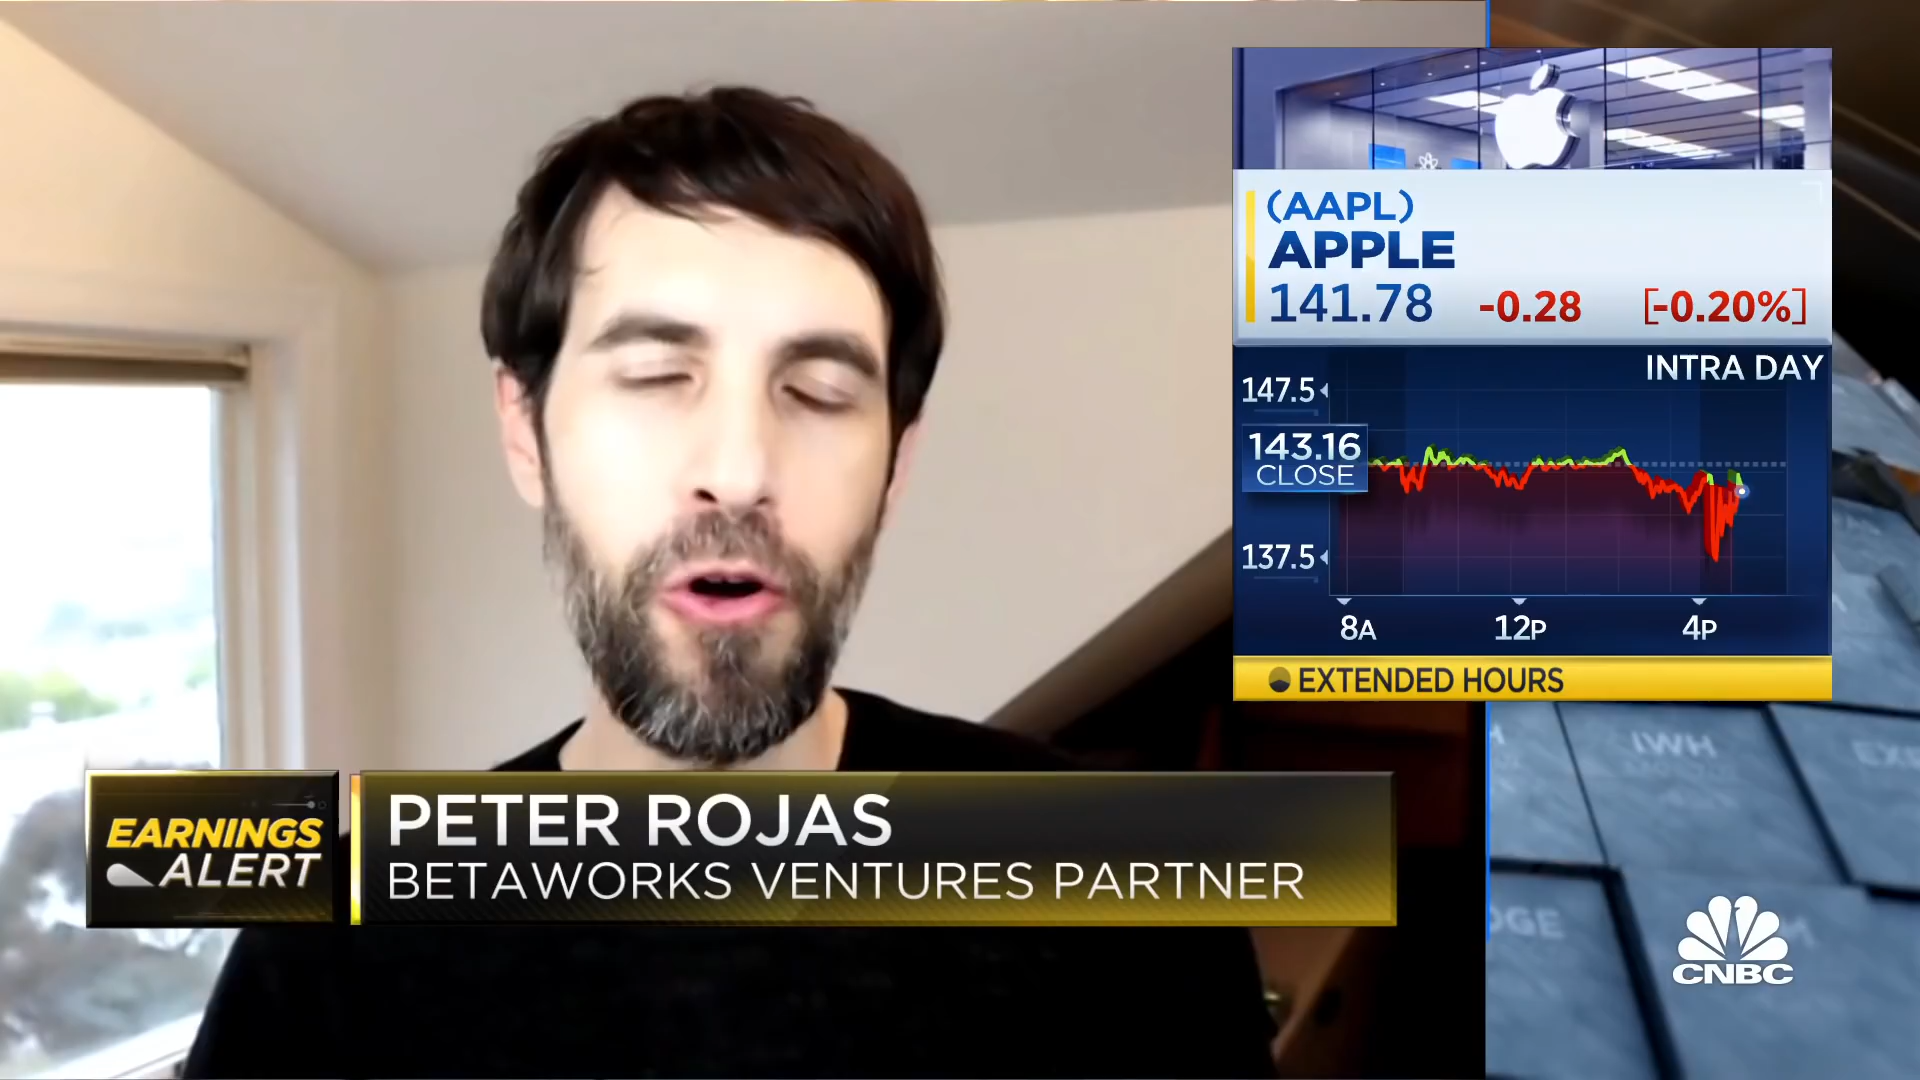 (AAPL)
APPLE
141.78 -0.28 [-0.20%]
INTRA DAY
147.5
143.16
CLOSE
137.5
8A 12P 4P
EXTENDED HOURS
IWH
EARNINGS
ALERT
PETER ROJAS
BETAWORKS VENTURES PARTNER
CNBC